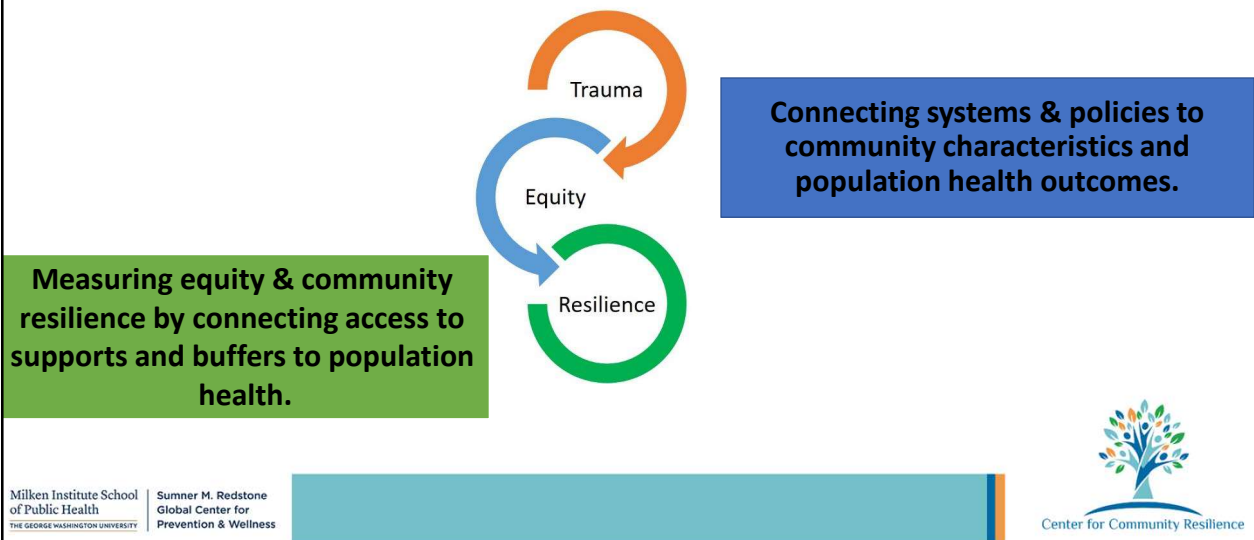 Trauma
Connecting systems & policies to
community characteristics and
population health outcomes.
Equity
Measuring equity & community
resilience by connecting access to
supports and buffers to population
health.
Resilience
Milken Institute School
of Public Health
THE GEORGE WASHINGTON UNIVERSITY
Sumner M. Redstone
Global Center for
Prevention & Wellness
Center for Community Resilience